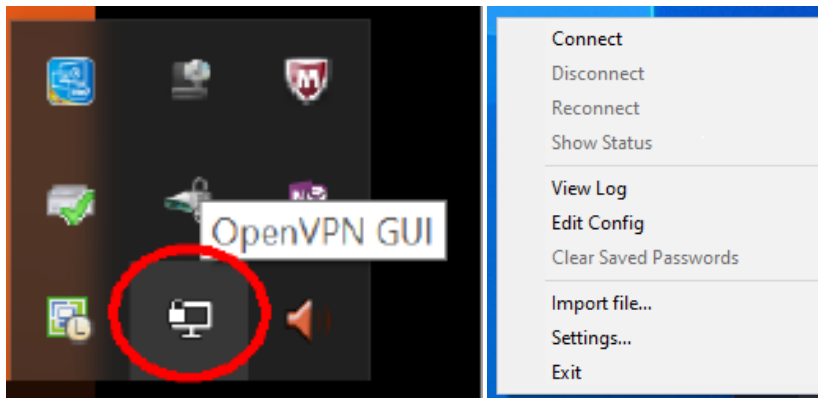 OpenVPN GUI
Connect
Disconnect
Reconnect
Show Status
View Log
Edit Config
Clear Saved Passwords
Import file...
Settings...
Exit